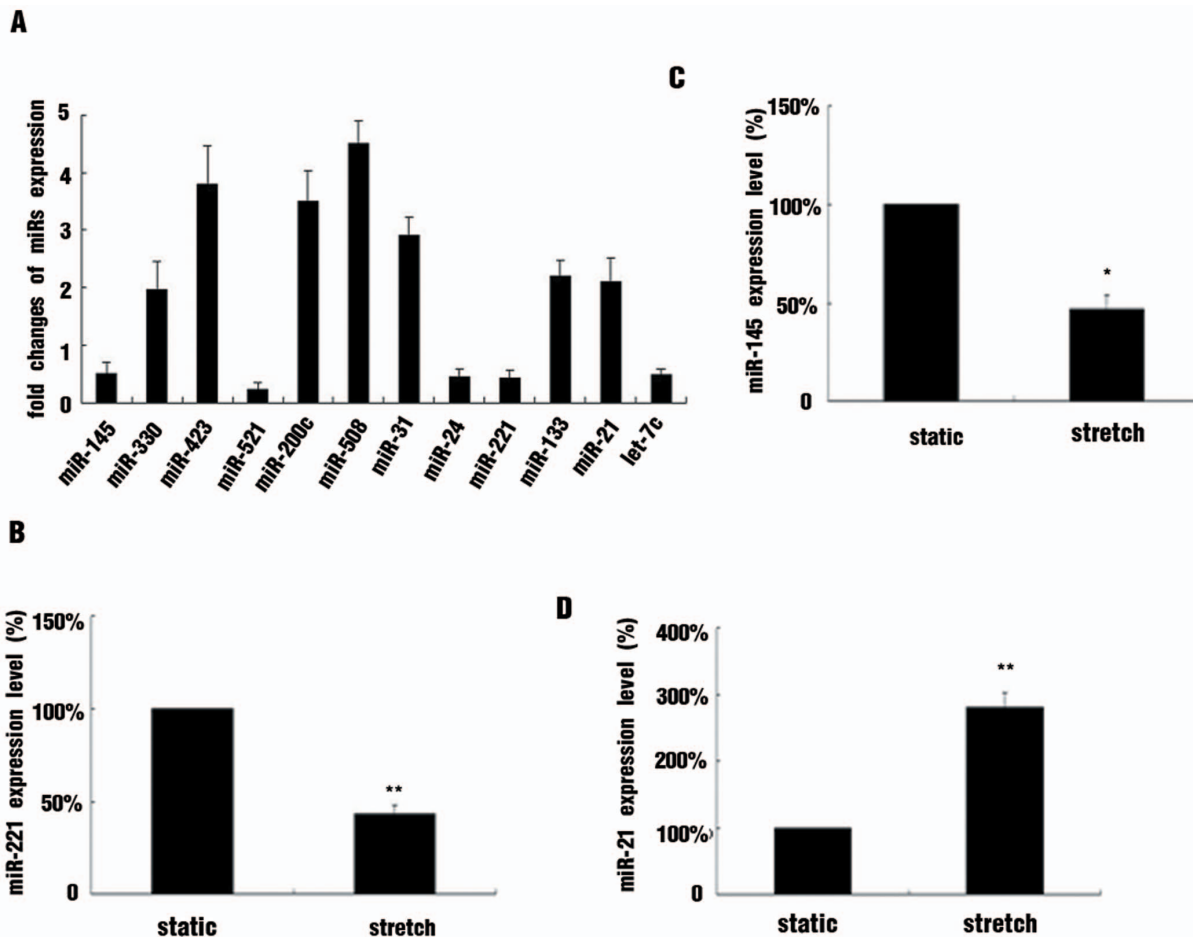 A
fold changes of miRs expression
5
4
3
2
1
0
miR-145
miR-330
miR-423
miR-521
miR-200c
miR-508
miR-31
miR-24
miR-221
miR-133
miR-21
let-7c
C
miR-145 expression level (%)
150%
100%
50%
0
*
static
stretch
B
miR-221 expression level (%)
150%
100%
50%
0
**
static
stretch
D
miR-21 expression level (%)
400%
300%
200%
100%
0
**
static
stretch